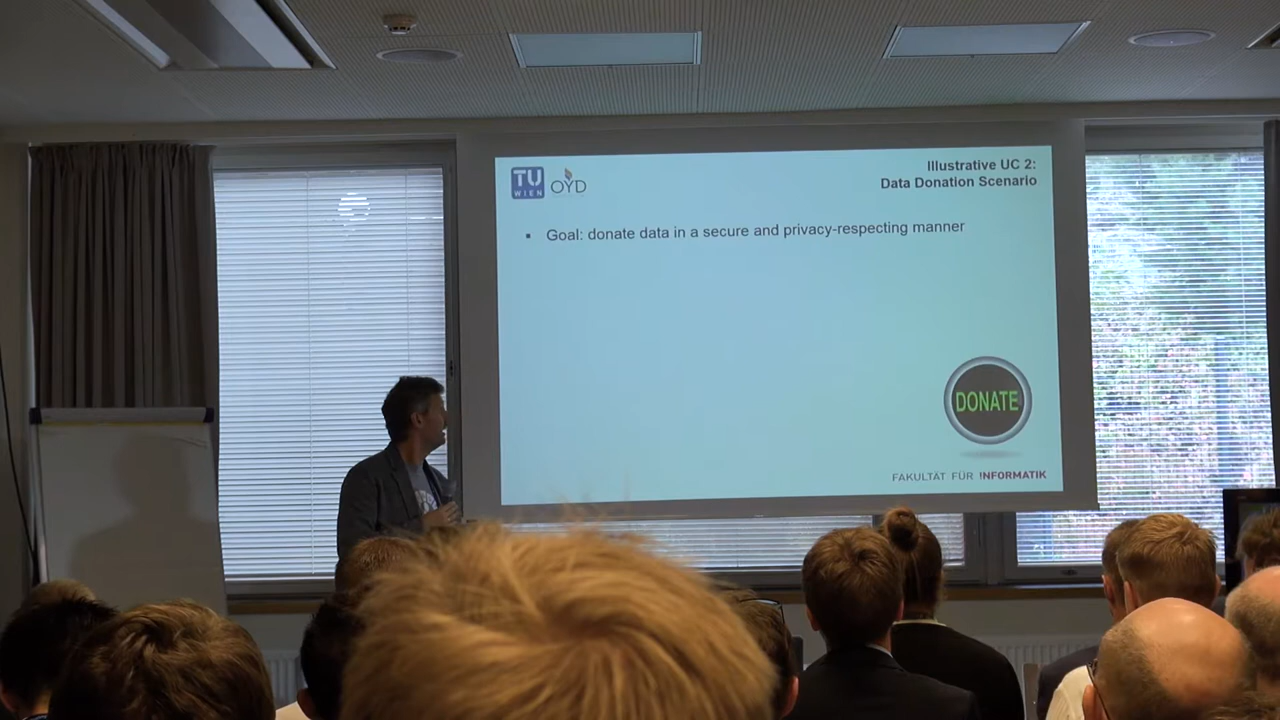 TU
WIEN
OYD
Illustrative UC 2:
Data Donation Scenario
▪ Goal: donate data in a secure and privacy-respecting manner
DONATE
FAKULTÄT FÜR INFORMATIK